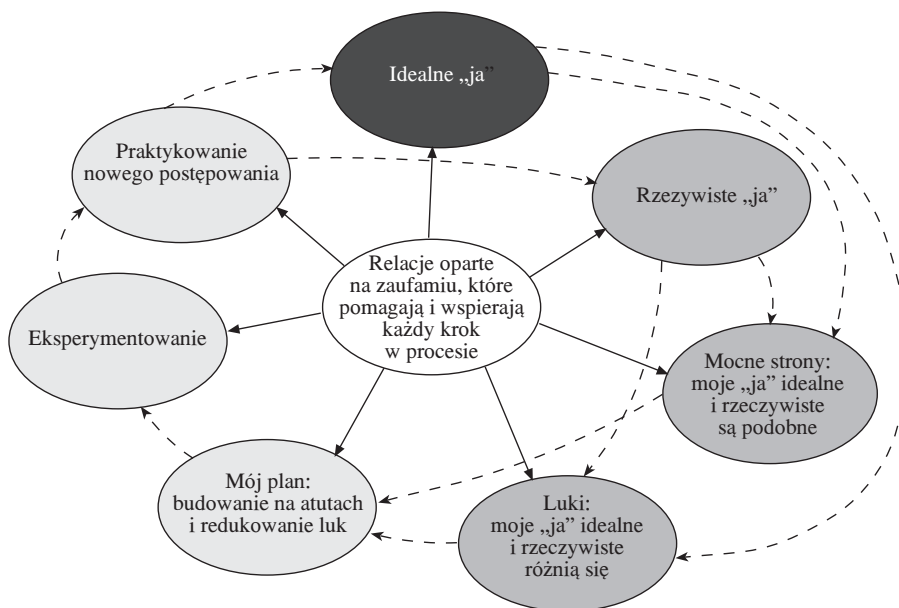 Idealne „ja”
Praktykowanie
nowego postępowania
Rzezywiste „ja”
Relacje oparte
na zaufamiu, które
pomagają i wspierają
każdy krok
w procesie
Eksperymentowanie
Mocne strony:
moje „ja” idealne
i rzeczywiste
są podobne
Mój plan:
budowanie na atutach
i redukowanie luk
Luki:
moje „ja” idealne
i rzeczywiste
różnią się